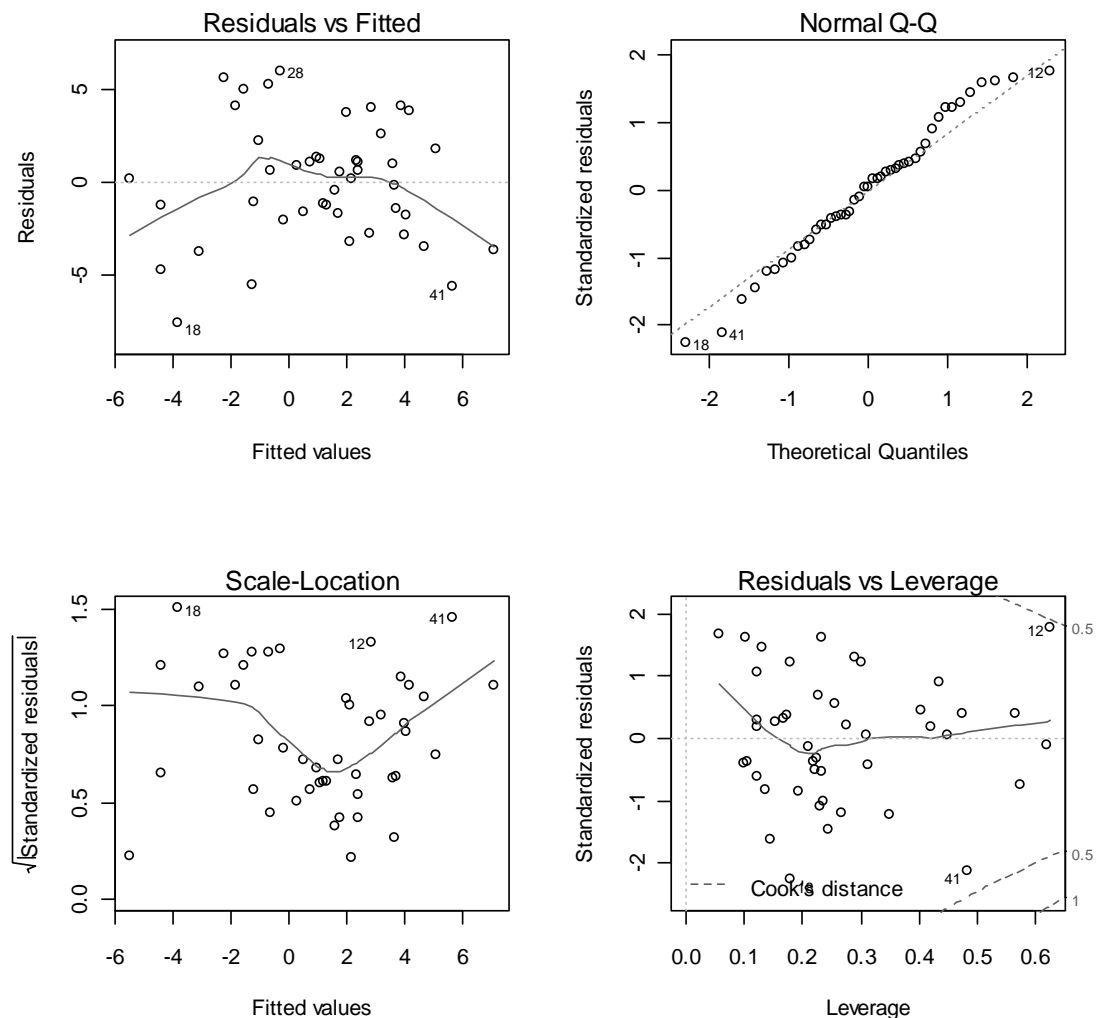 Residuals vs Fitted
5
0
-5
Residuals
28
41
18
-6 -4 -2 0 2 4 6
Fitted values
Normal Q-Q
2
1
0
-1
-2
Standardized residuals
12
41
18
-2 -1 0 1 2
Theoretical Quantiles
Scale-Location
1.5
1.0
0.5
0.0
√|Standardized residuals|
18
41
12
-6 -4 -2 0 2 4 6
Fitted values
Residuals vs Leverage
2
1
0
-1
-2
Standardized residuals
12
0.5
0.5
41
1
Cook's distance
0.0 0.1 0.2 0.3 0.4 0.5 0.6
Leverage